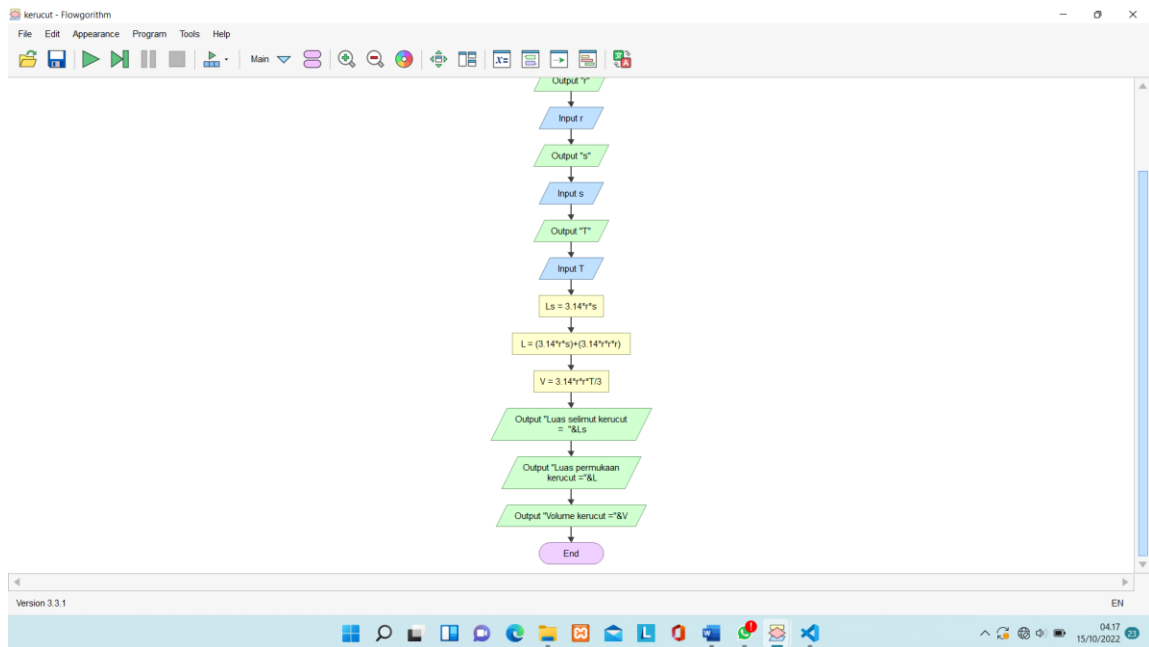 kerucut - Flowgorithm
File Edit Appearance Program Tools Help
Main
x=
Output "r"
Input r
Output "s"
Input s
Output "T"
Input T
Ls = 3.14*r*s
L = (3.14*r*s)+(3.14*r*r*r)
V = 3.14*r*r*T/3
Output "Luas selimut kerucut
= "&Ls
Output "Luas permukaan
kerucut ="&L
Output "Volume kerucut ="&V
End
Version 3.3.1
EN
04.17
15/10/2022
23